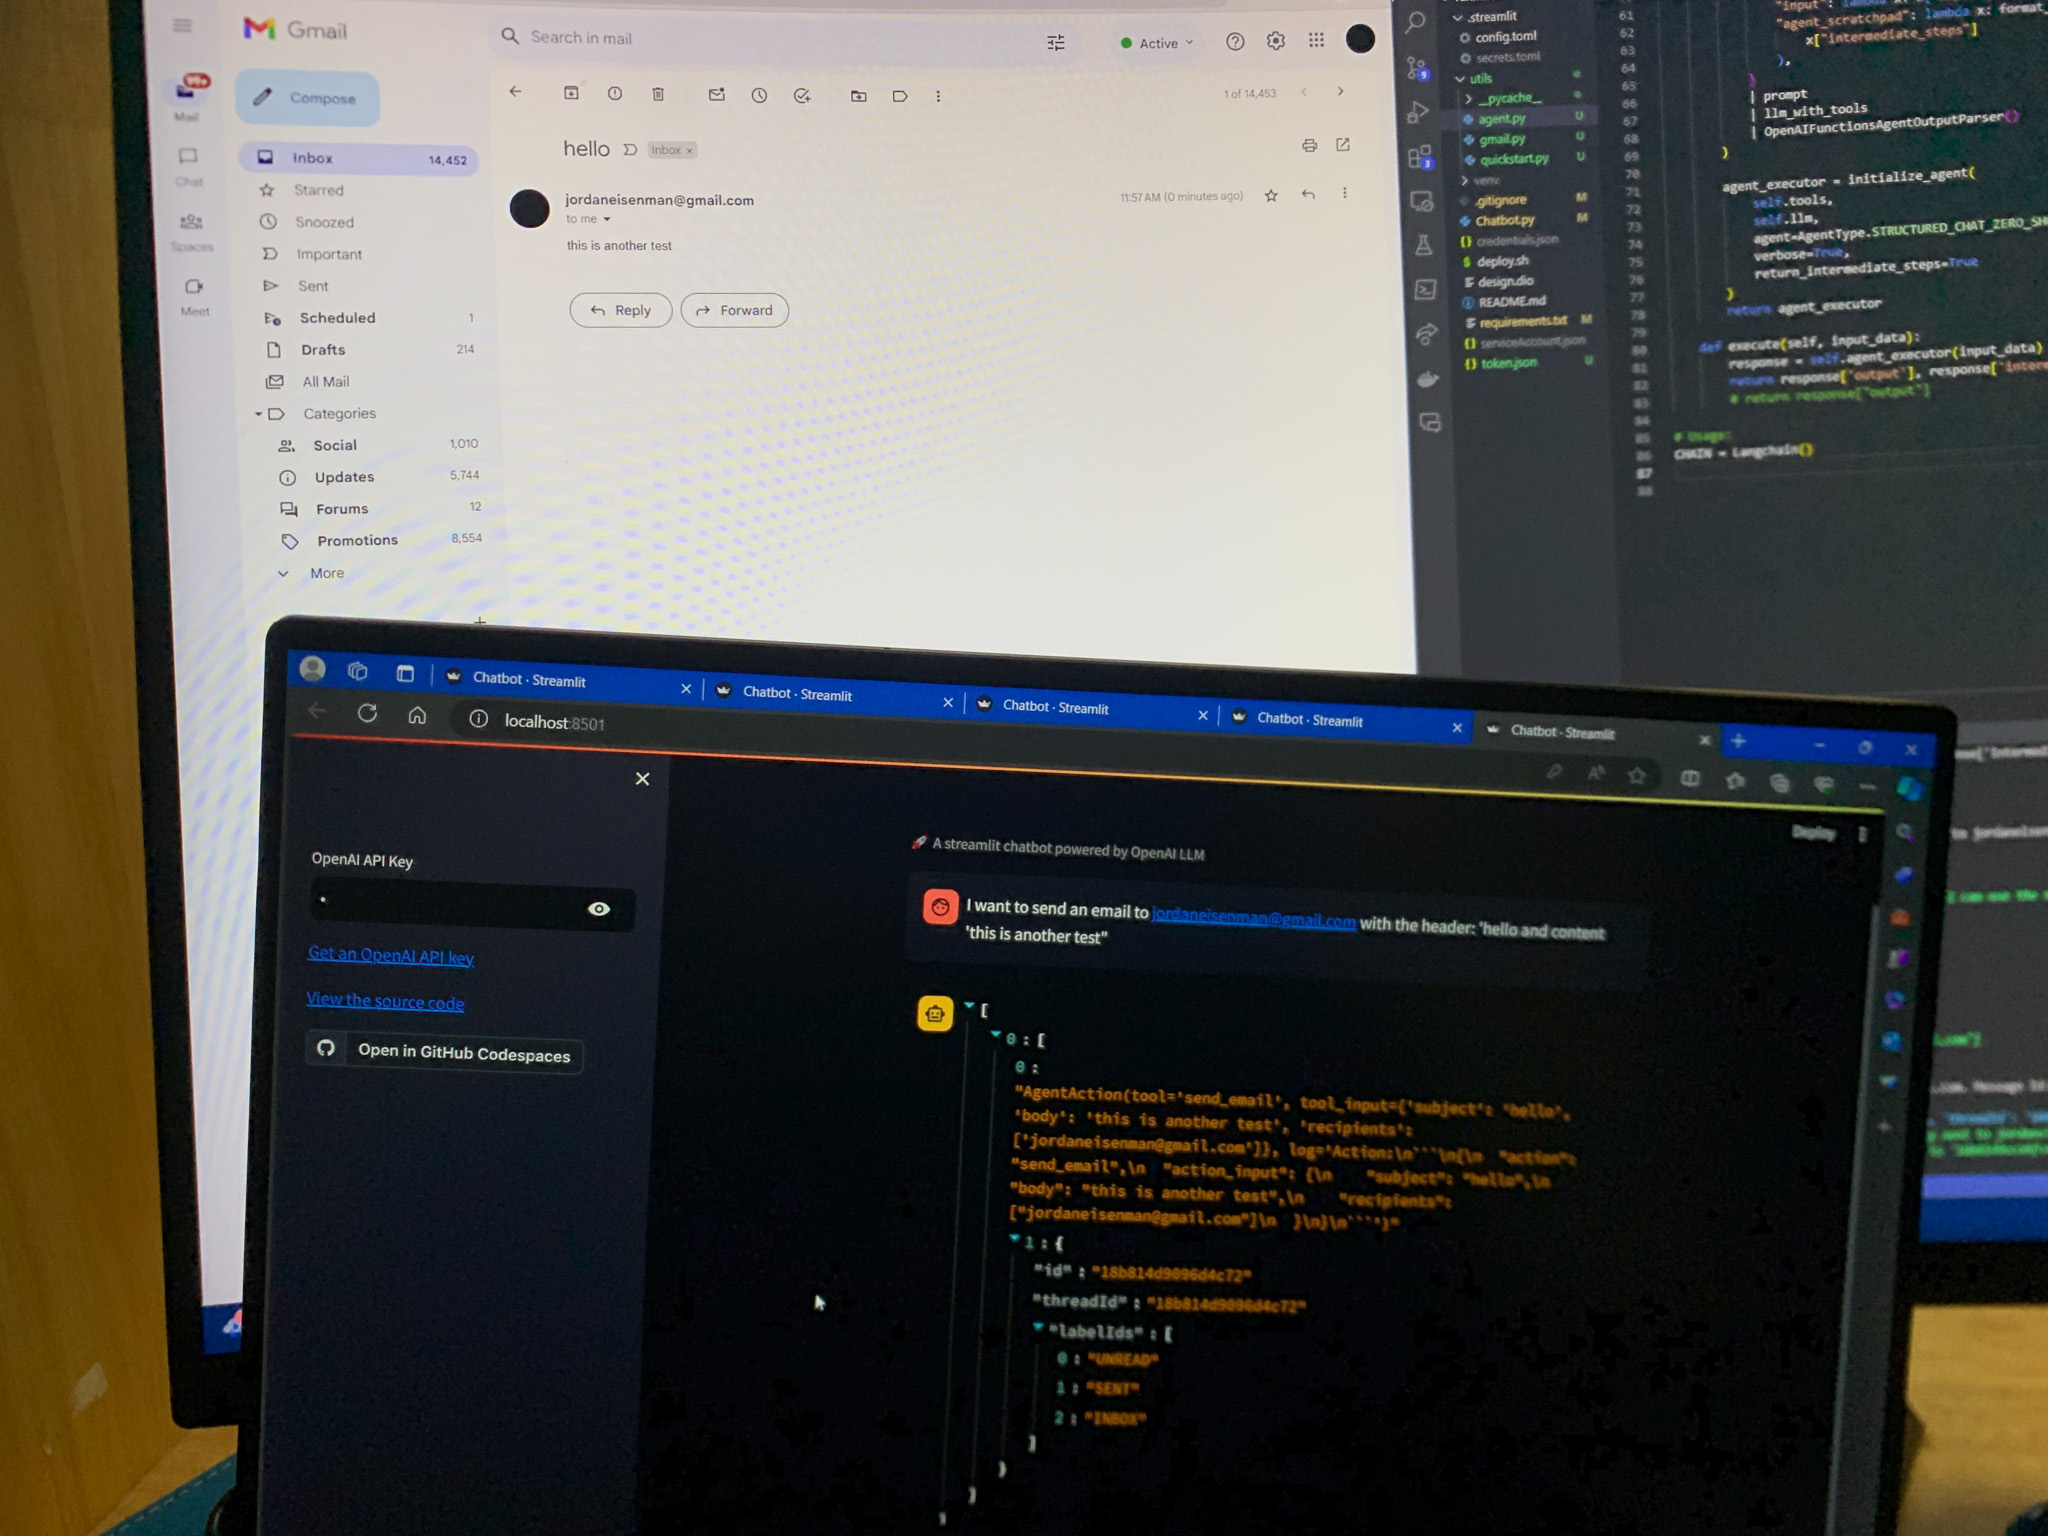 Gmail
Search in mail
Active
99+
Mail
Chat
Spaces
Meet
Compose
Inbox 14,452
Starred
Snoozed
Important
Sent
Scheduled 1
Drafts 214
All Mail
Categories
Social 1,010
Updates 5,744
Forums 12
Promotions 8,554
More
1 of 14,453
hello Inbox ×
jordaneisenman@gmail.com
11:57 AM (0 minutes ago)
to me
this is another test
Reply Forward
.streamlit
config.toml
secrets.toml
utils
__pycache__
agent.py U
gmail.py U
quickstart.py U
venv
.gitignore M
Chatbot.py M
credentials.json
deploy.sh
design.dio
README.md
requirements.txt M
serviceAccount.json
token.json U
61 "agent_scratchpad": lambda x: format_
62 x["intermediate_steps"]
63 ),
64 }
65 | prompt
66 | llm_with_tools
67 | OpenAIFunctionsAgentOutputParser()
68 )
69
70 agent_executor = initialize_agent(
71 self.tools,
72 self.llm,
73 agent=AgentType.STRUCTURED_CHAT_ZERO_SH
74 verbose=True,
75 return_intermediate_steps=True
76 )
77 return agent_executor
78
79 def execute(self, input_data):
80 response = self.agent_executor(input_data)
81 return response['output'], response['inter
82 # return response["output"]
83
84
85 # Usage:
86 CHAIN = Langchain()
87
88
Chatbot · Streamlit
Chatbot · Streamlit
Chatbot · Streamlit
Chatbot · Streamlit
Chatbot · Streamlit
localhost:8501
Deploy
OpenAI API Key
Get an OpenAI API key
View the source code
Open in GitHub Codespaces
A streamlit chatbot powered by OpenAI LLM
I want to send an email to jordaneisenman@gmail.com with the header: 'hello and content
'this is another test"
[
0 : [
0 :
"AgentAction(tool='send_email', tool_input={'subject': 'hello',
'body': 'this is another test', 'recipients':
['jordaneisenman@gmail.com']}, log='Action:\n```\n{\n "action":
"send_email",\n "action_input": {\n "subject": "hello",\n
"body": "this is another test",\n "recipients":
["jordaneisenman@gmail.com"]\n }\n}\n```')"
1 : {
"id" : "18b814d9096d4c72"
"threadId" : "18b814d9096d4c72"
"labelIds" : [
0 : "UNREAD"
1 : "SENT"
2 : "INBOX"
]
}
]
]